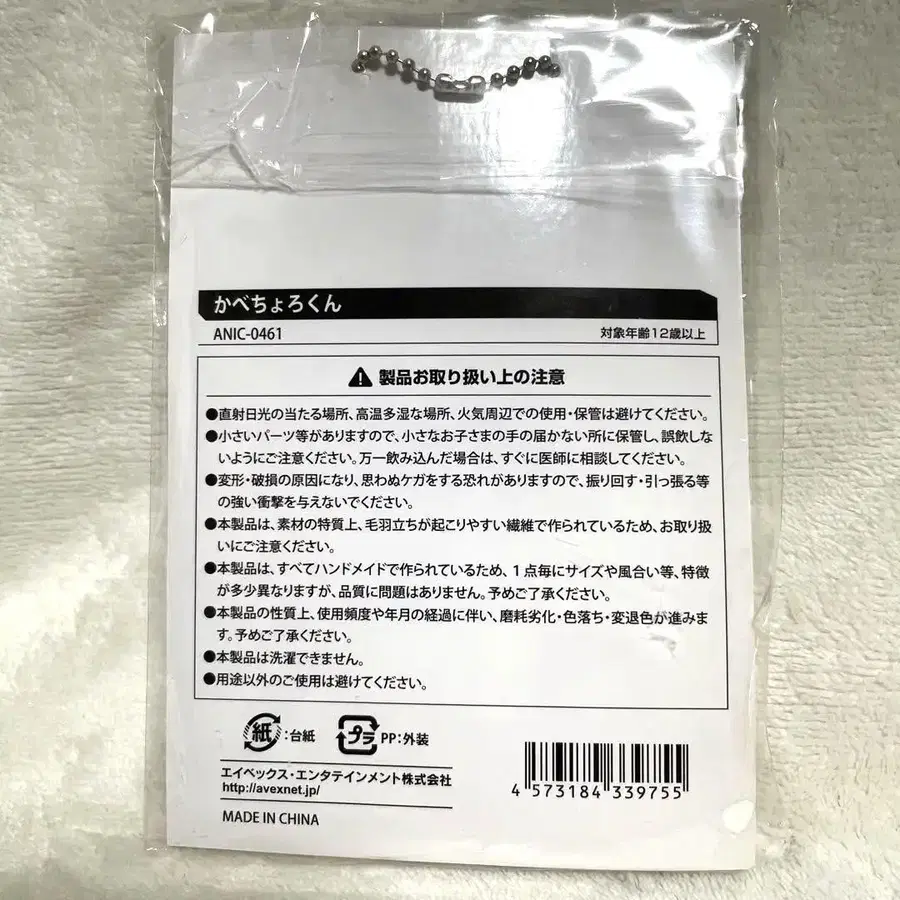 かべちょろくん
ANIC-0461
対象年齢12歳以上
製品お取り扱い上の注意
●直射日光の当たる場所、高温多湿な場所、火気周辺での使用・保管は避けてください。
●小さいパーツ等がありますので、小さなお子さまの手の届かない所に保管し、誤飲しな
いようにご注意ください。万一飲み込んだ場合は、すぐに医師に相談してください。
●変形・破損の原因になり、思わぬケガをする恐れがありますので、振り回す・引っ張る等
の強い衝撃を与えないでください。
●本製品は、素材の特質上、毛羽立ちが起こりやすい繊維で作られているため、お取り扱
いにご注意ください。
●本製品は、すべてハンドメイドで作られているため、1点毎にサイズや風合い等、特徴
が多少異なりますが、品質に問題はありません。予めご了承ください。
●本製品の性質上、使用頻度や年月の経過に伴い、磨耗劣化・色落ち・変退色が進みま
す。予めご了承ください。
●本製品は洗濯できません。
●用途以外のご使用は避けてください。
紙:台紙
プラ PP:外装
エイベックス・エンタテインメント株式会社
http://avexnet.jp/
MADE IN CHINA
4 573184 339755